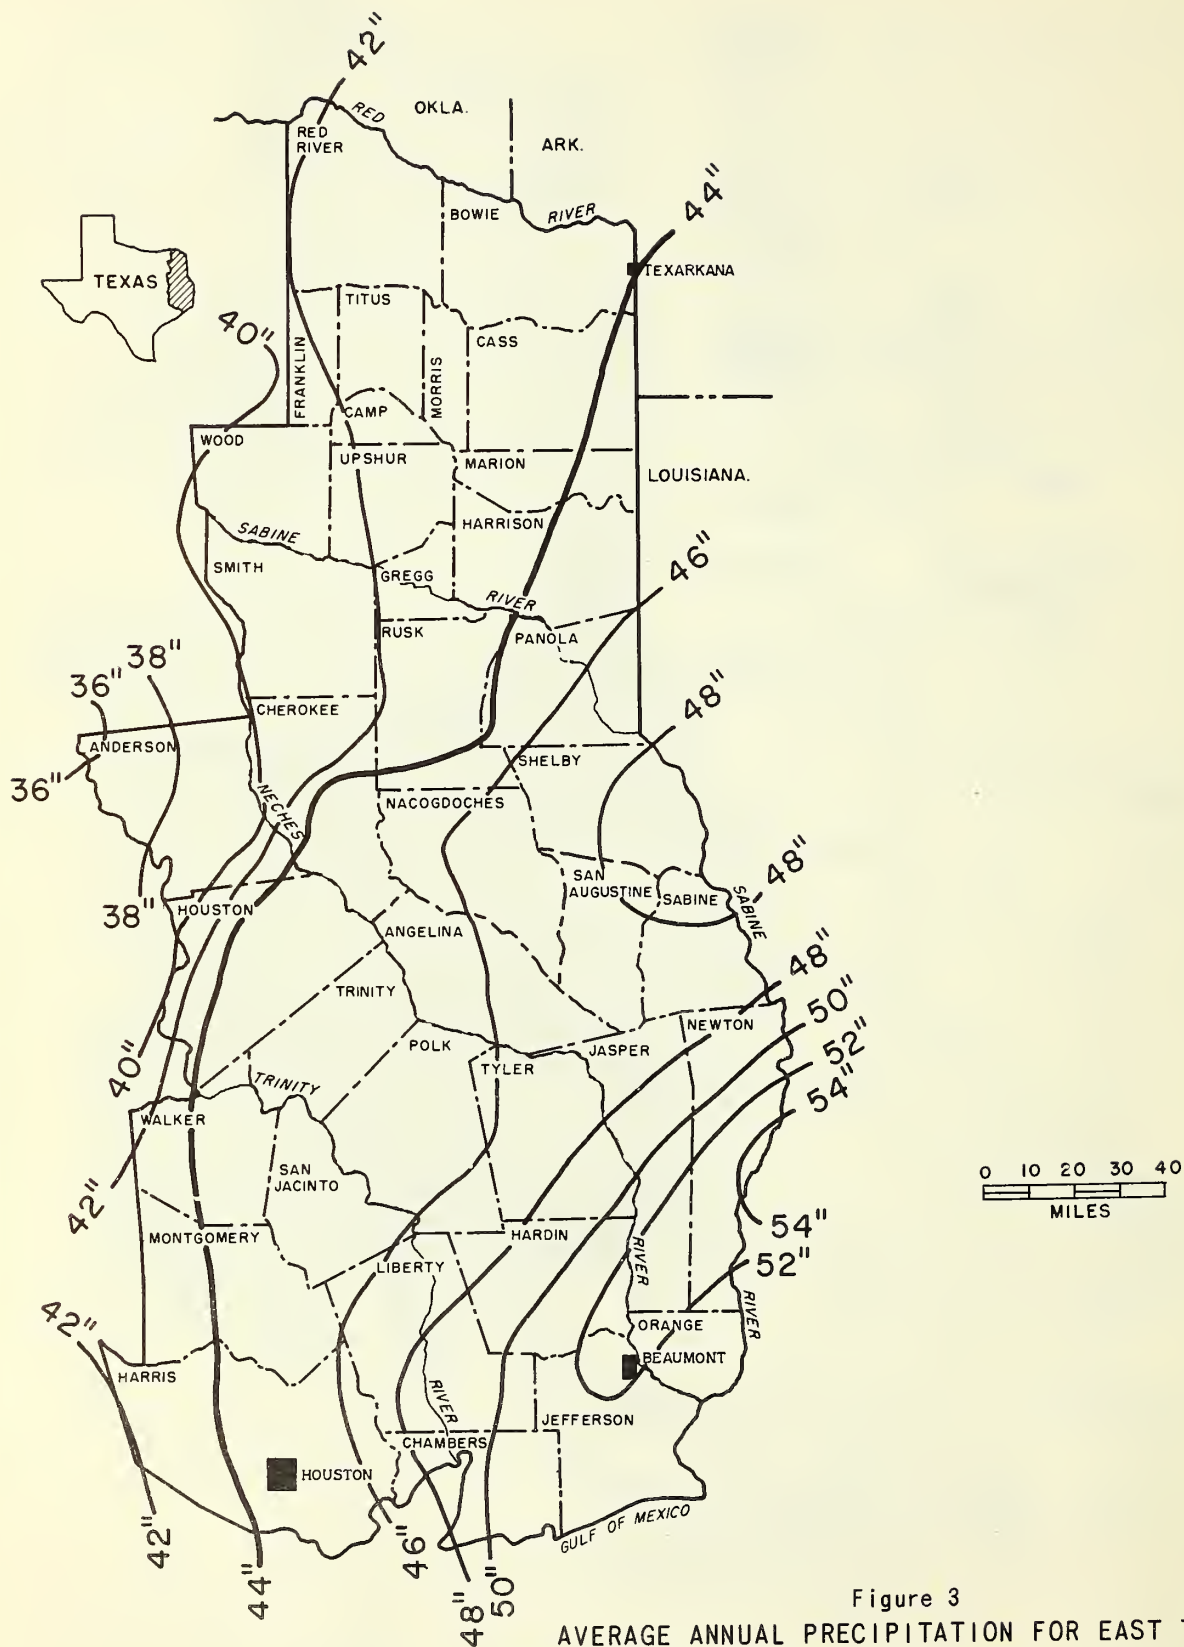 42"
OKLA.
RED
RED
RIVER
ARK.
BOWIE
RIVER
44"
TEXARKANA
TEXAS
TITUS
40"
CASS
FRANKLIN
MORRIS
CAMP
WOOD
UPSHUR
MARION
LOUISIANA.
SABINE
HARRISON
SMITH
GREGG
46"
RIVER
RUSK
PANOLA
38"
36"
CHEROKEE
48"
ANDERSON
SHELBY
36"
NECHES
NACOGDOCHES
48"
SAN
AUGUSTINE
SABINE
SABINE
38"
HOUSTON
ANGELINA
48"
TRINITY
50"
NEWTON
40"
POLK
JASPER
52"
TYLER
TRINITY
54"
WALKER
SAN
JACINTO
0 10 20 30 40
MILES
42"
54"
MONTGOMERY
HARDIN
LIBERTY
RIVER
52"
RIVER
42"
ORANGE
BEAUMONT
HARRIS
RIVER
JEFFERSON
CHAMBERS
HOUSTON
GULF OF MEXICO
42"
46"
44"
48"
50"
Figure 3
AVERAGE ANNUAL PRECIPITATION FOR EAST